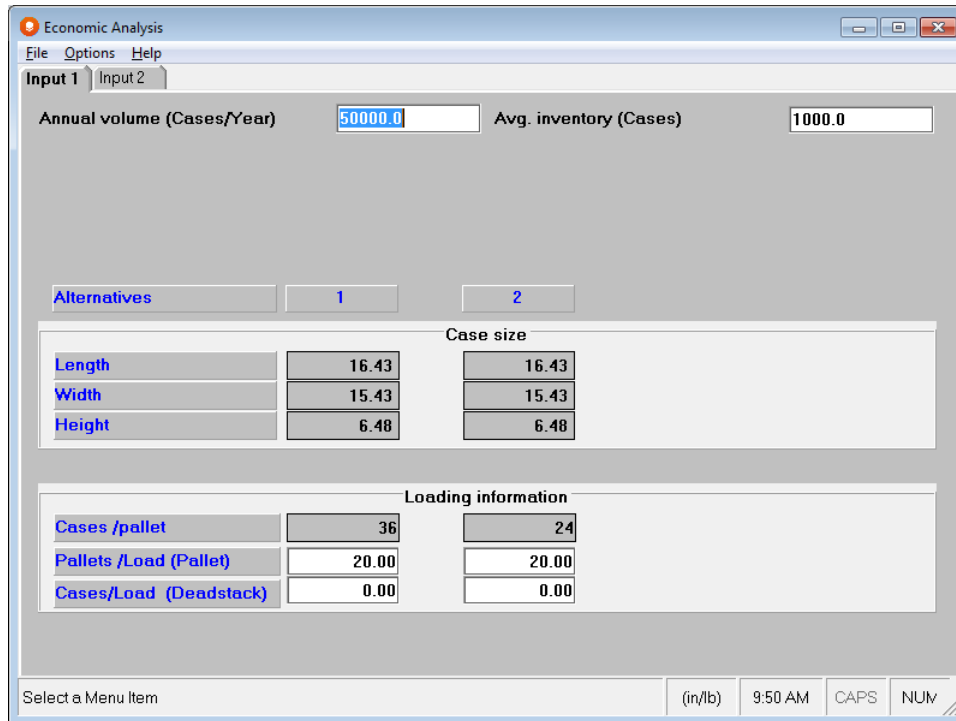 Economic Analysis
File Options Help
Input 1 Input 2
Annual volume (Cases/Year) 50000.0 Avg. inventory (Cases) 1000.0
Alternatives 1 2
Case size
Length 16.43 16.43
Width 15.43 15.43
Height 6.48 6.48
Loading information
Cases /pallet 36 24
Pallets /Load (Pallet) 20.00 20.00
Cases/Load (Deadstack) 0.00 0.00
Select a Menu Item (in/lb) 9:50 AM CAPS NUM